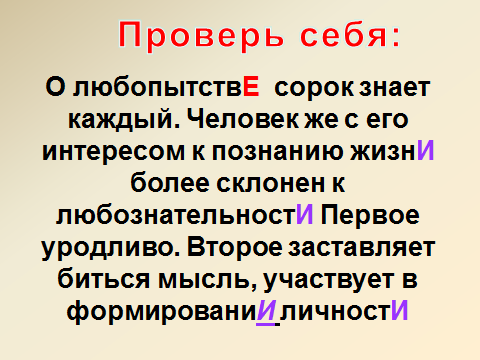 Проверь себя:
О любопытствЕ сорок знает
каждый. Человек же с его
интересом к познанию жизнИ
более склонен к
любознательностИ Первое
уродливо. Второе заставляет
биться мысль, участвует в
формированиИ личностИ